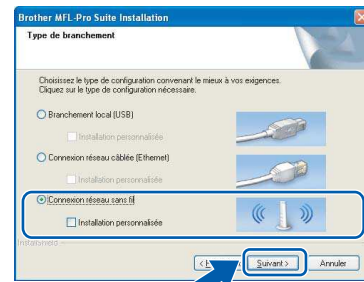 Brother MFL-Pro Suite Installation
Type de branchement
Choisissez le type de configuration convenant le mieux à vos exigences.
Cliquez sur le type de configuration nécessaire.
Branchement local (USB)
Installation personnalisée
Connexion réseau câblée (Ethernet)
Installation personnalisée
Connexion réseau sans fil
Installation personnalisée
InstallShield
Suivant > Annuler